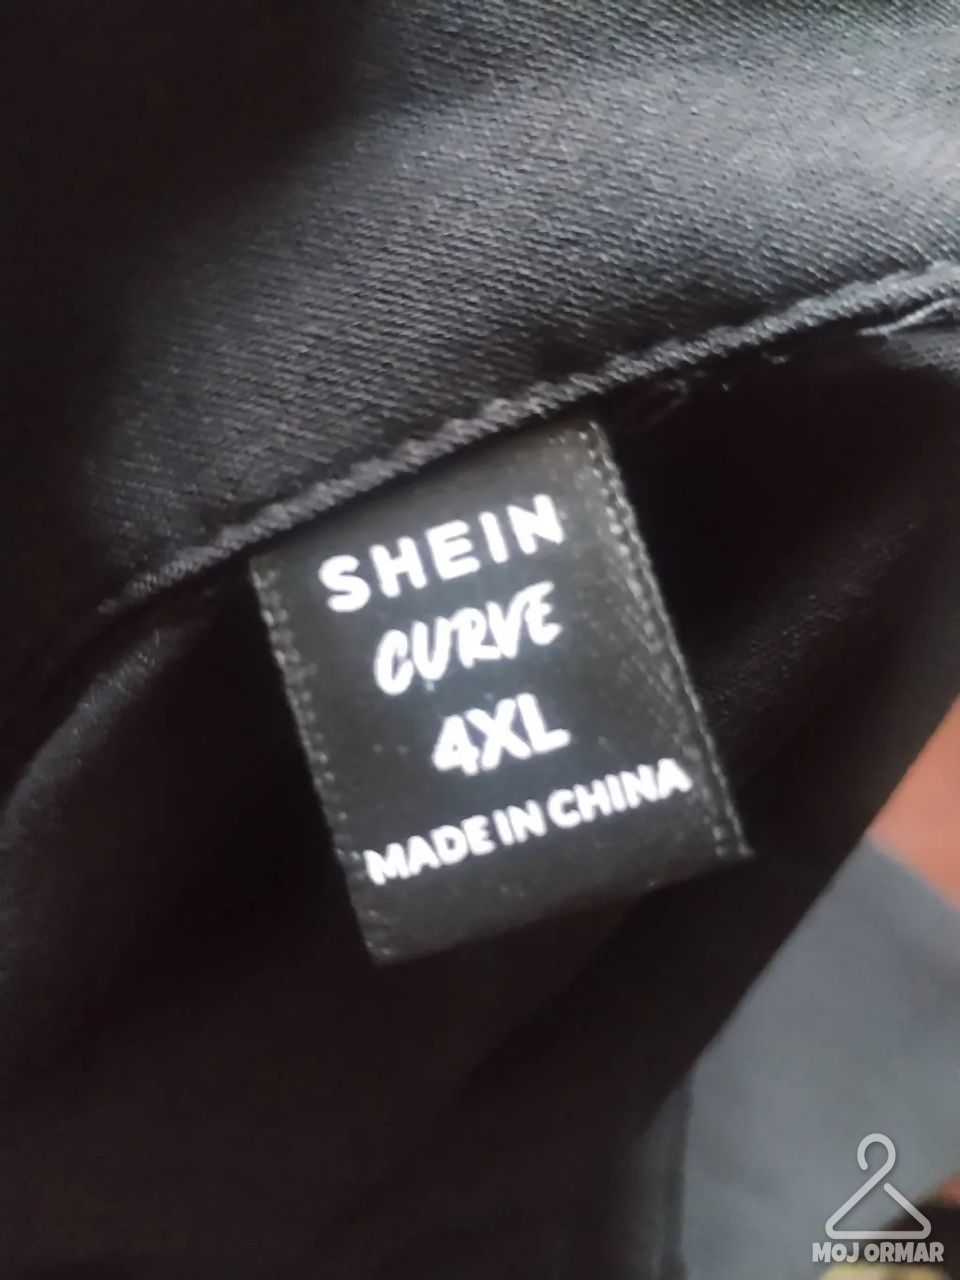 SHEIN
CURVE
4XL
MADE IN CHINA
MOJ ORMAR